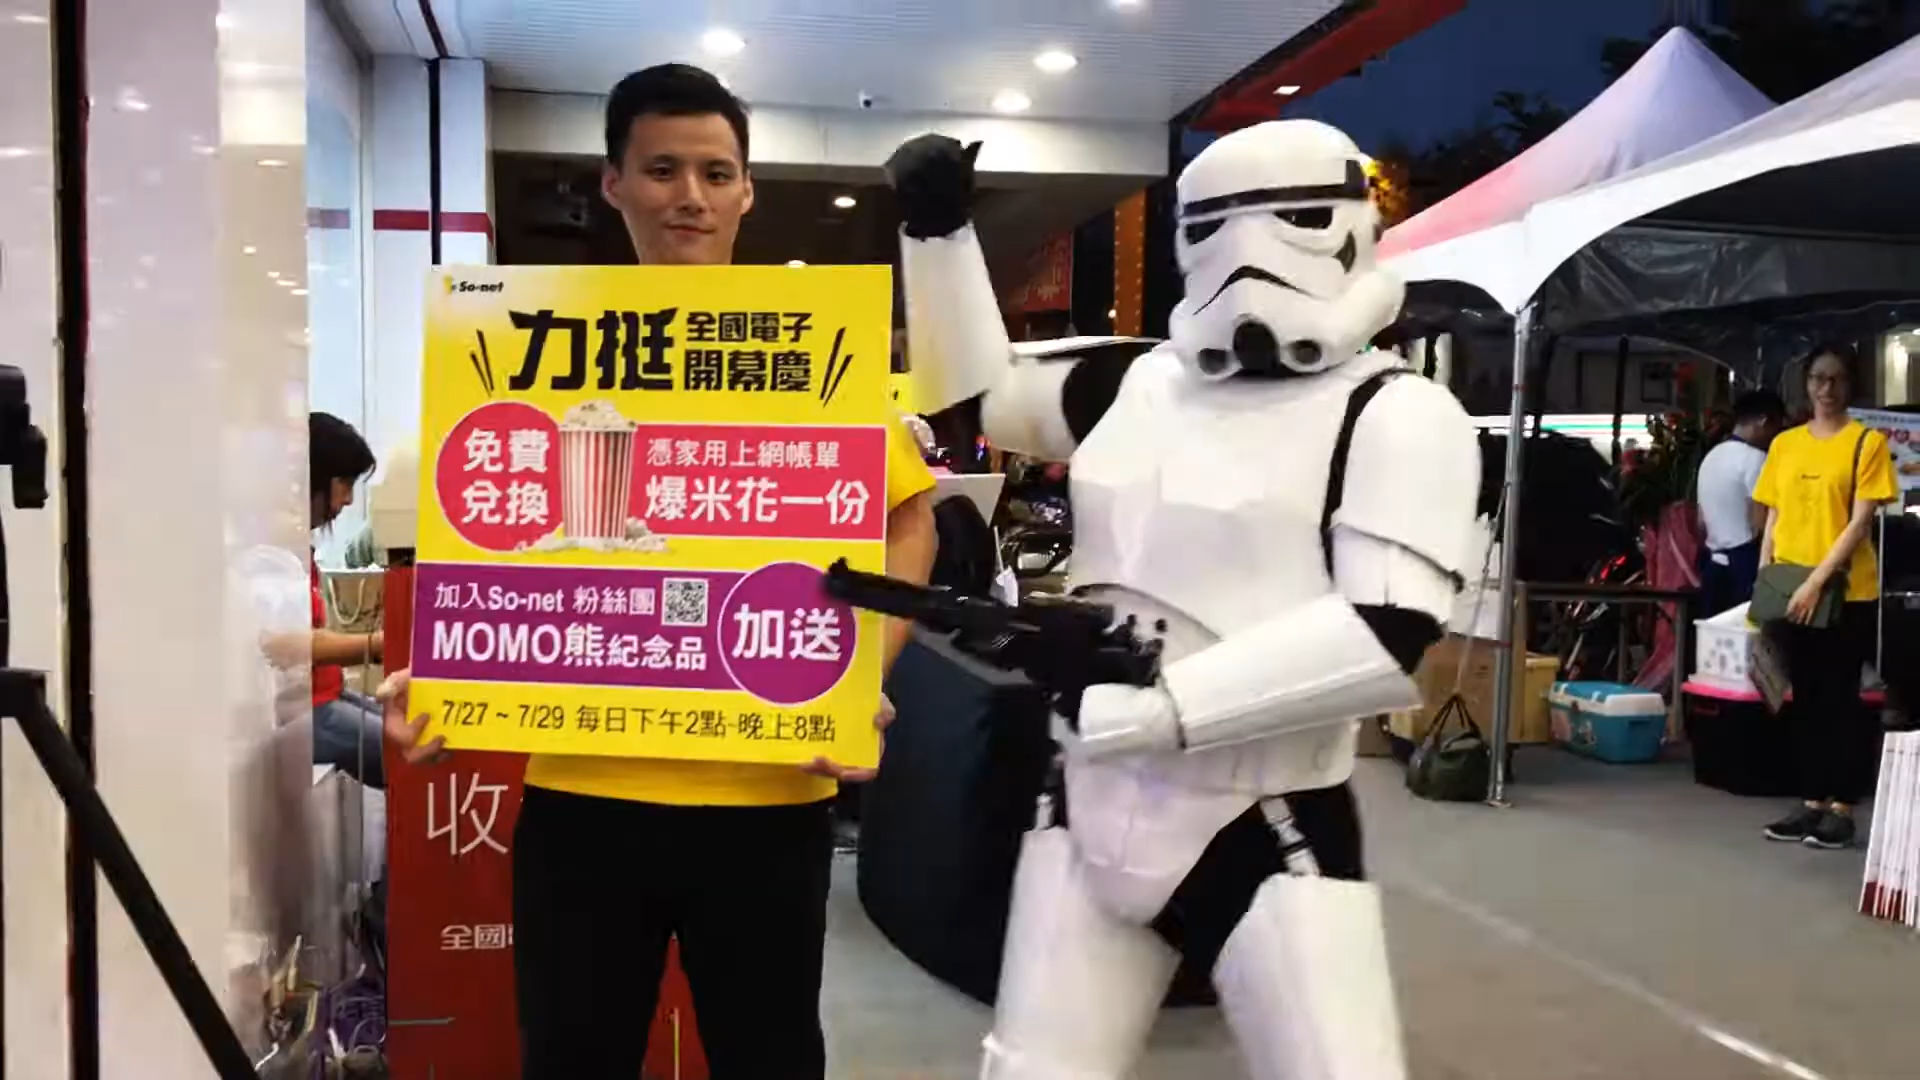 So-net
力挺 全國電子
開幕慶
免費
兌換
憑家用上網帳單
爆米花一份
加入So-net 粉絲團
MOMO熊紀念品
加送
7/27 ~ 7/29 每日下午2點-晚上8點
收
全國